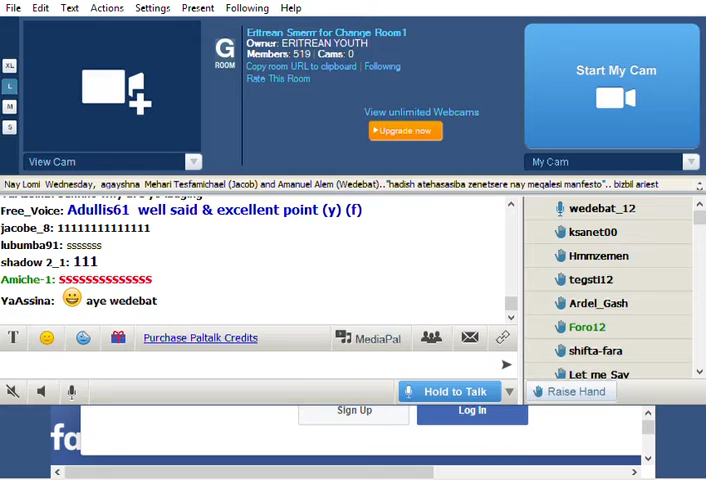 File Edit Text Actions Settings Present Following Help
XL
L
M
S
View Cam
G
ROOM
Eritrean Smerrr for Change Room1
Owner: ERITREAN YOUTH
Members: 519 | Cams: 0
Copy room URL to clipboard | Following
Rate This Room
View unlimited Webcams
Upgrade now
Start My Cam
My Cam
Nay Lomi Wednesday, agayshna Mehari Tesfamichael (Jacob) and Amanuel Alem (Wedebat).."hadish atehasasiba zenetsere nay meqalesi manfesto".. bizbil ariest
Free_Voice: Adullis61 well said & excellent point (y) (f)
jacobe_8: 11111111111111
lubumba91: sssssss
shadow 2_1: 111
Amiche-1: SSSSSSSSSSSSSS
YaAssina: aye wedebat
T
Purchase Paltalk Credits
MediaPal
Hold to Talk
wedebat_12
ksanet00
Hmmzemen
tegsti12
Ardel_Gash
Foro12
shifta-fara
Let me Say
Raise Hand
fa
Sign Up
Log In